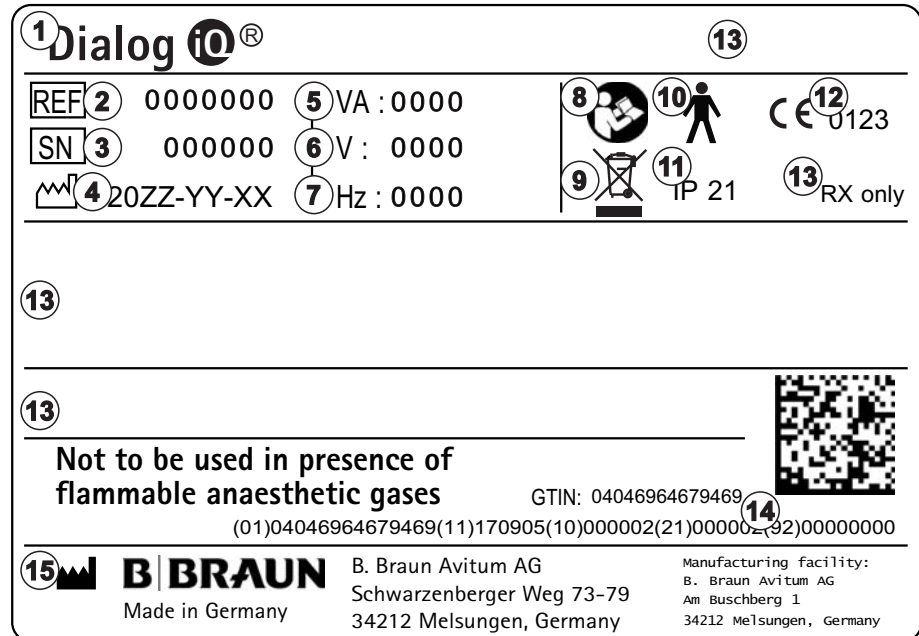 1 Dialog iQ® 13
REF 2 0000000 5 VA : 0000 8 10 CE 12 0123
SN 3 000000 6 V : 0000
4 20ZZ-YY-XX 7 Hz : 0000 9 11 IP 21 13 RX only
13
13
Not to be used in presence of
flammable anaesthetic gases GTIN: 04046964679469
14
(01)04046964679469(11)170905(10)000002(21)000002(92)00000000
15 B|BRAUN
Made in Germany
B. Braun Avitum AG
Schwarzenberger Weg 73-79
34212 Melsungen, Germany
Manufacturing facility:
B. Braun Avitum AG
Am Buschberg 1
34212 Melsungen, Germany